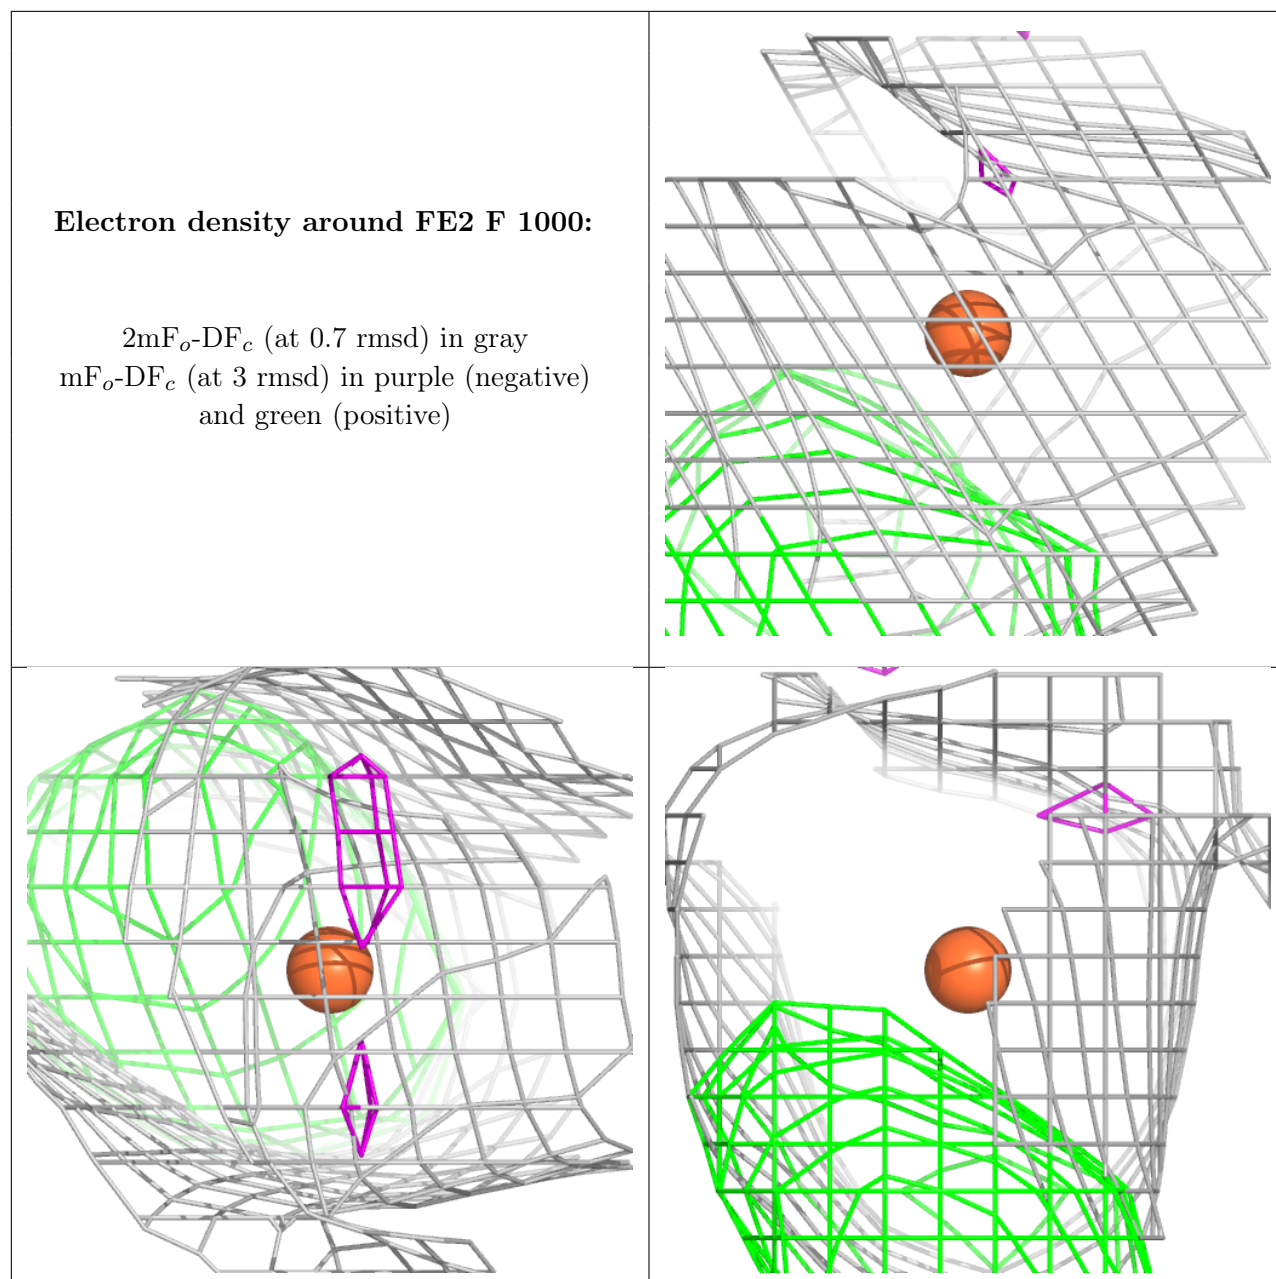 Electron density around FE2 F 1000:
2mFo-DFc (at 0.7 rmsd) in gray
mFo-DFc (at 3 rmsd) in purple (negative)
and green (positive)